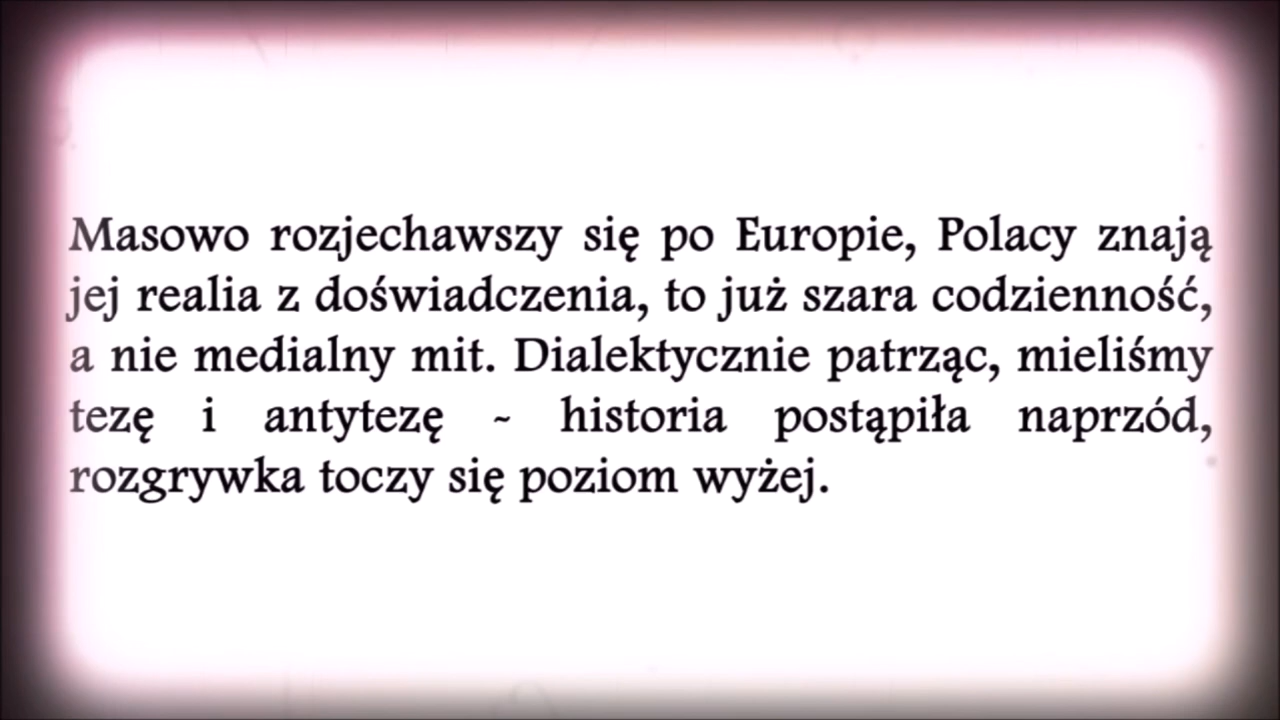 Masowo rozjechawszy się po Europie, Polacy znają
jej realia z doświadczenia, to już szara codzienność,
a nie medialny mit. Dialektycznie patrząc, mieliśmy
tezę i antytezę - historia postąpiła naprzód,
rozgrywka toczy się poziom wyżej.